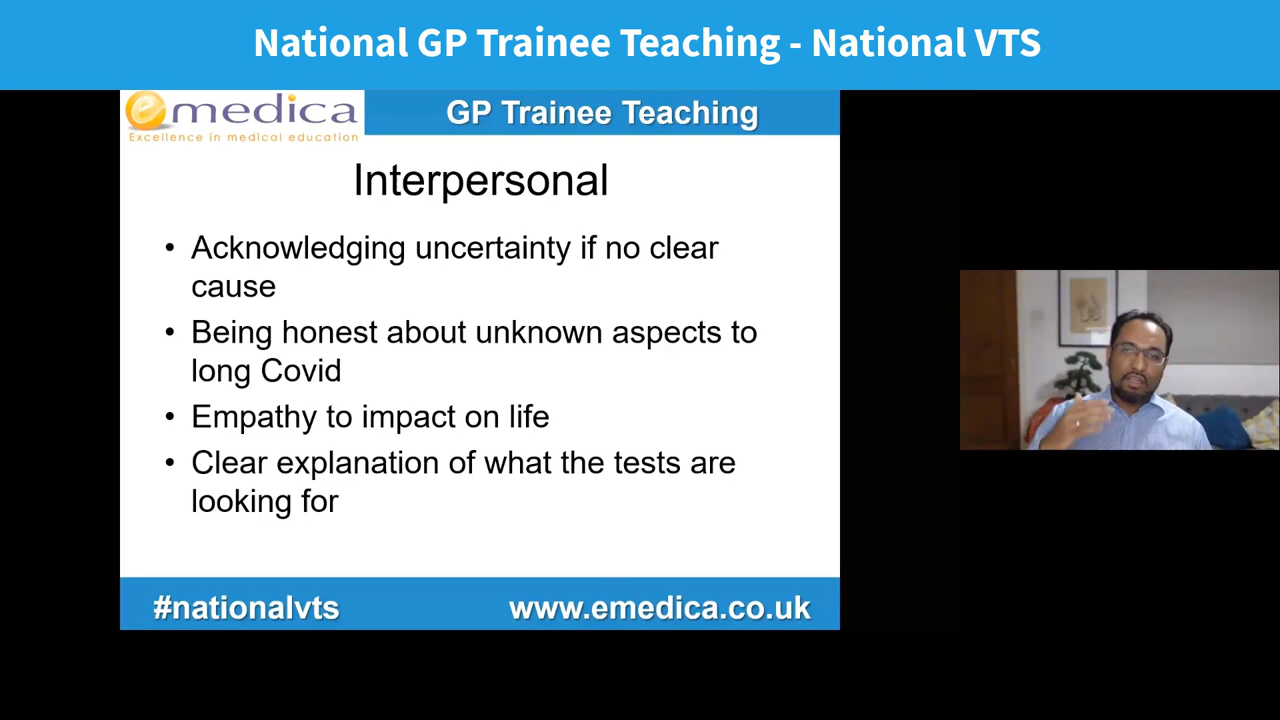 National GP Trainee Teaching - National VTS
emedica
Excellence in medical education
GP Trainee Teaching
Interpersonal
• Acknowledging uncertainty if no clear
cause
• Being honest about unknown aspects to
long Covid
• Empathy to impact on life
• Clear explanation of what the tests are
looking for
#nationalvts
www.emedica.co.uk